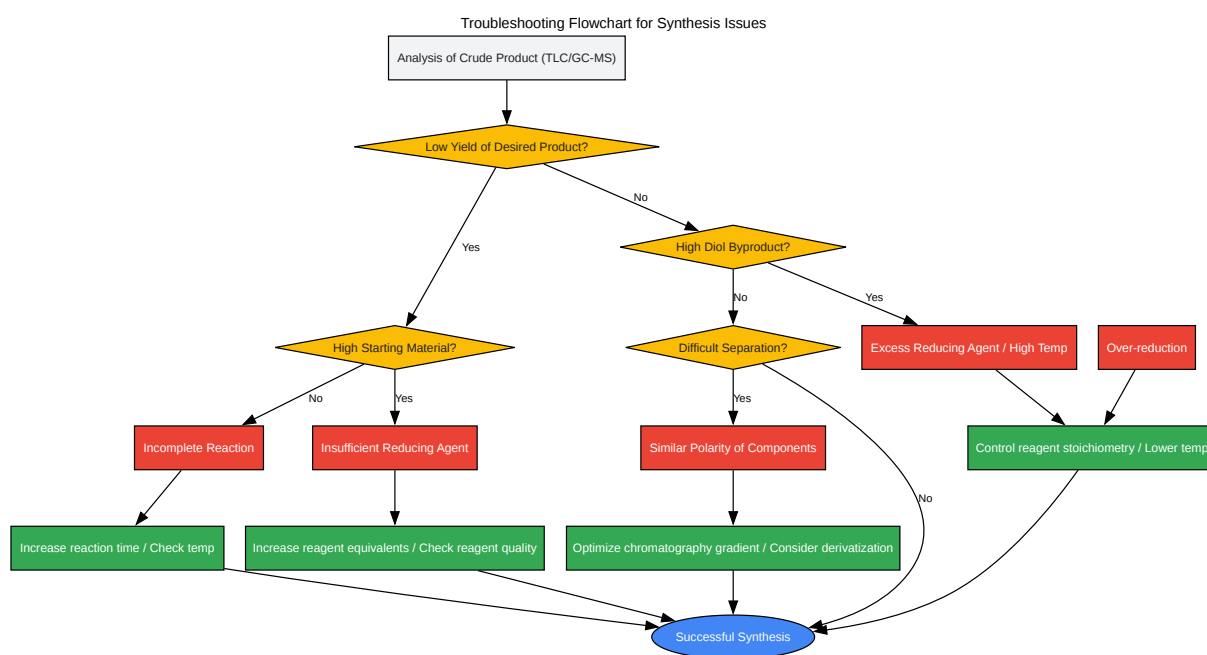 Troubleshooting Flowchart for Synthesis Issues
Analysis of Crude Product (TLC/GC-MS)
Low Yield of Desired Product?
No
Yes
High Diol Byproduct?
No
Yes
High Starting Material?
Difficult Separation?
Excess Reducing Agent / High Temp
Over-reduction
No
Yes
Yes
Incomplete Reaction
Insufficient Reducing Agent
Similar Polarity of Components
Control reagent stoichiometry / Lower temp
No
Increase reaction time / Check temp
Increase reagent equivalents / Check reagent quality
Optimize chromatography gradient / Consider derivatization
Successful Synthesis